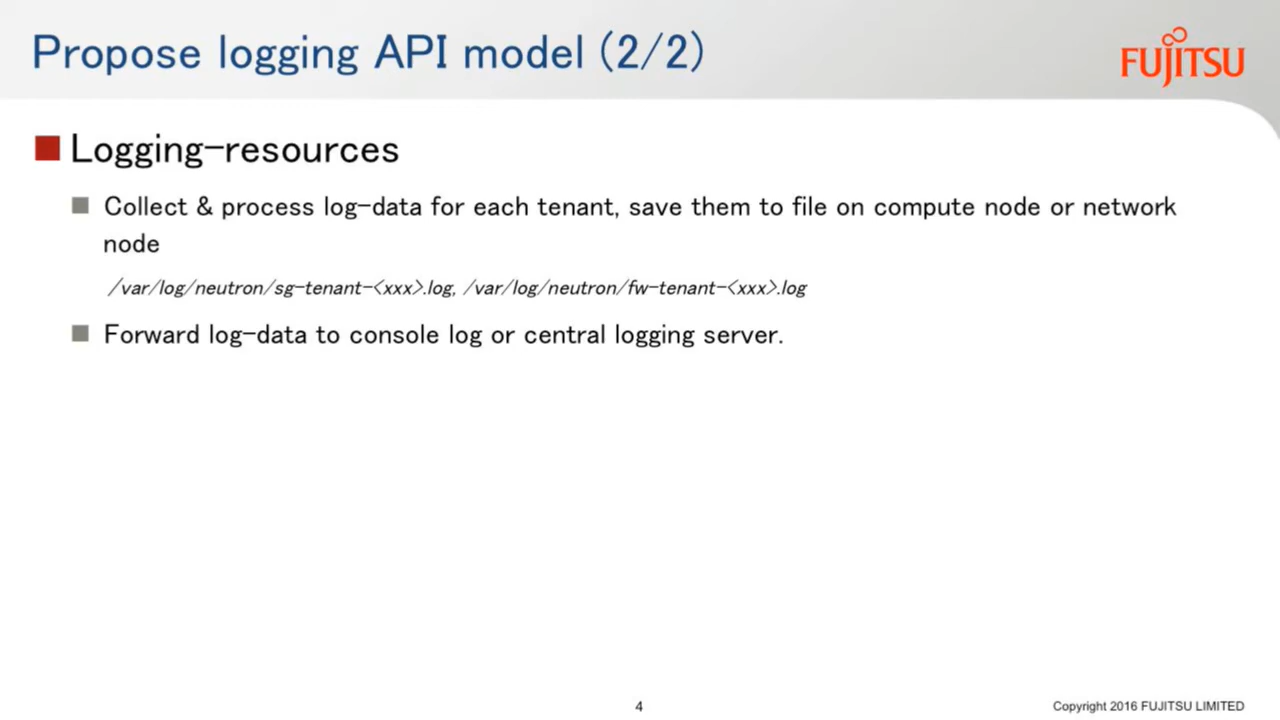 Propose logging API model (2/2)
FUJITSU
Logging-resources
Collect & process log-data for each tenant, save them to file on compute node or network
node
/var/log/neutron/sg-tenant-<xxx>.log, /var/log/neutron/fw-tenant-<xxx>.log
Forward log-data to console log or central logging server.
4
Copyright 2016 FUJITSU LIMITED